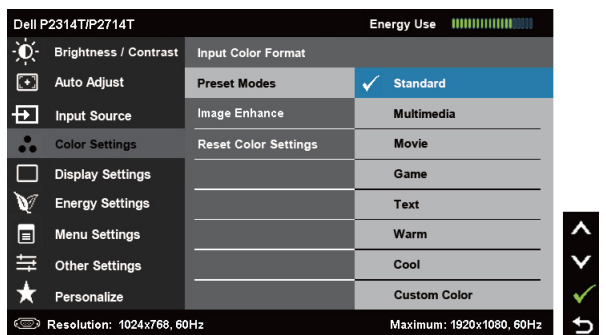 Dell P2314T/P2714T
Energy Use
Brightness / Contrast
Auto Adjust
Input Source
Color Settings
Display Settings
Energy Settings
Menu Settings
Other Settings
Personalize
Input Color Format
Preset Modes
Image Enhance
Reset Color Settings
Standard
Multimedia
Movie
Game
Text
Warm
Cool
Custom Color
Resolution: 1024x768, 60Hz
Maximum: 1920x1080, 60Hz